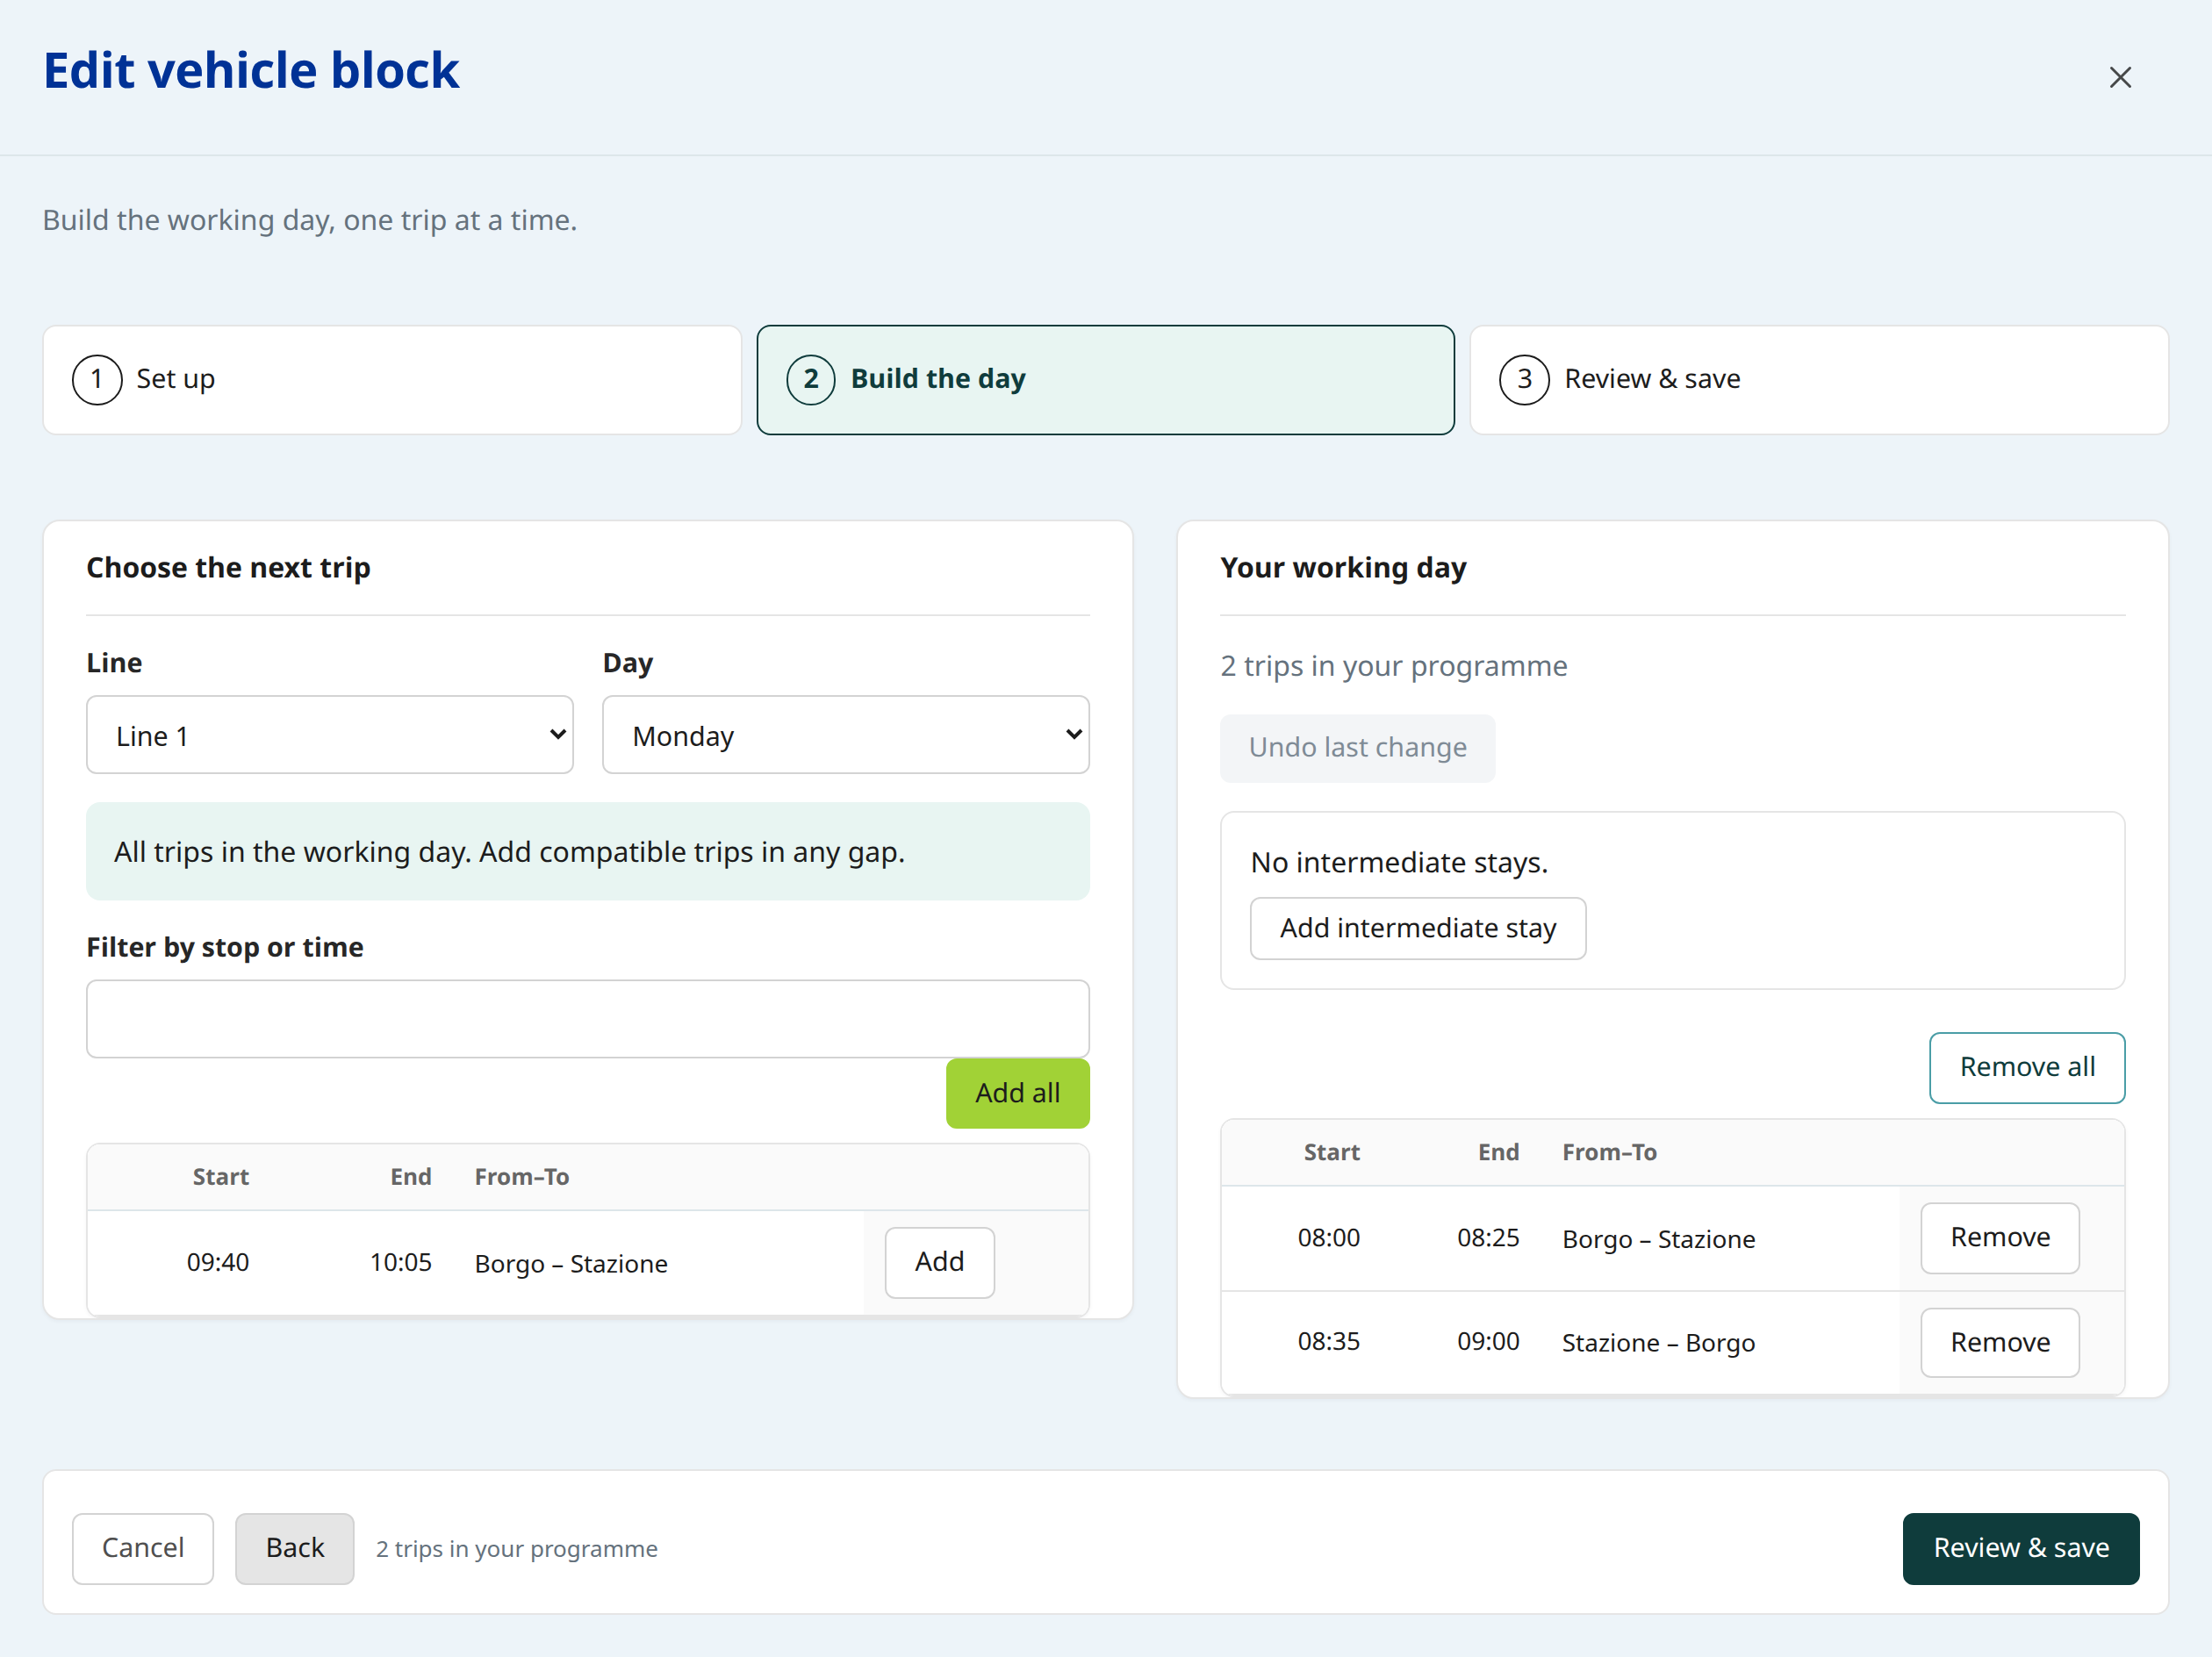 Edit vehicle block
Build the working day, one trip at a time.
1 Set up
2 Build the day
3 Review & save
Choose the next trip
Line
Day
Line 1
Monday
All trips in the working day. Add compatible trips in any gap.
Filter by stop or time
Add all
Start End From–To
09:40 10:05 Borgo – Stazione Add
Your working day
2 trips in your programme
Undo last change
No intermediate stays.
Add intermediate stay
Remove all
Start End From–To
08:00 08:25 Borgo – Stazione Remove
08:35 09:00 Stazione – Borgo Remove
Cancel Back 2 trips in your programme Review & save